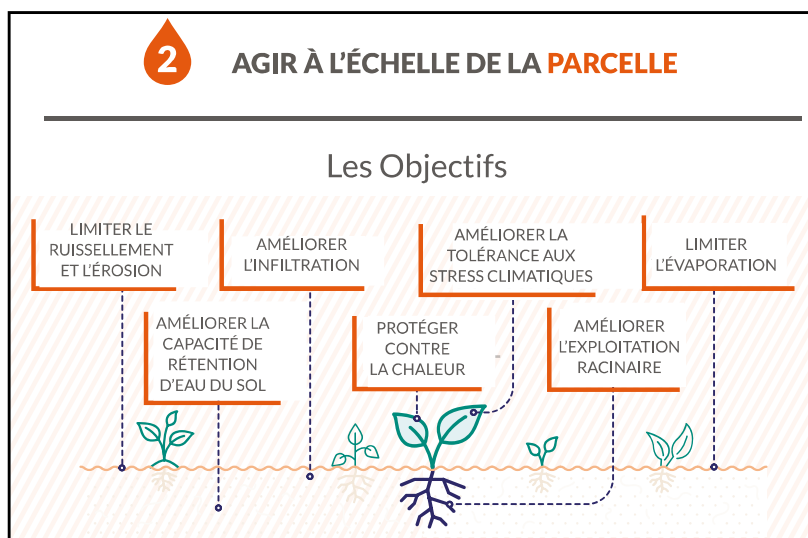 2
AGIR À L'ÉCHELLE DE LA PARCELLE
Les Objectifs
LIMITER LE
RUISSELLEMENT
ET L'ÉROSION
AMÉLIORER
L'INFILTRATION
AMÉLIORER LA
TOLÉRANCE AUX
STRESS CLIMATIQUES
LIMITER
L'ÉVAPORATION
AMÉLIORER LA
CAPACITÉ DE
RÉTENTION
D'EAU DU SOL
PROTÉGER
CONTRE
LA CHALEUR
AMÉLIORER
L'EXPLOITATION
RACINAIRE